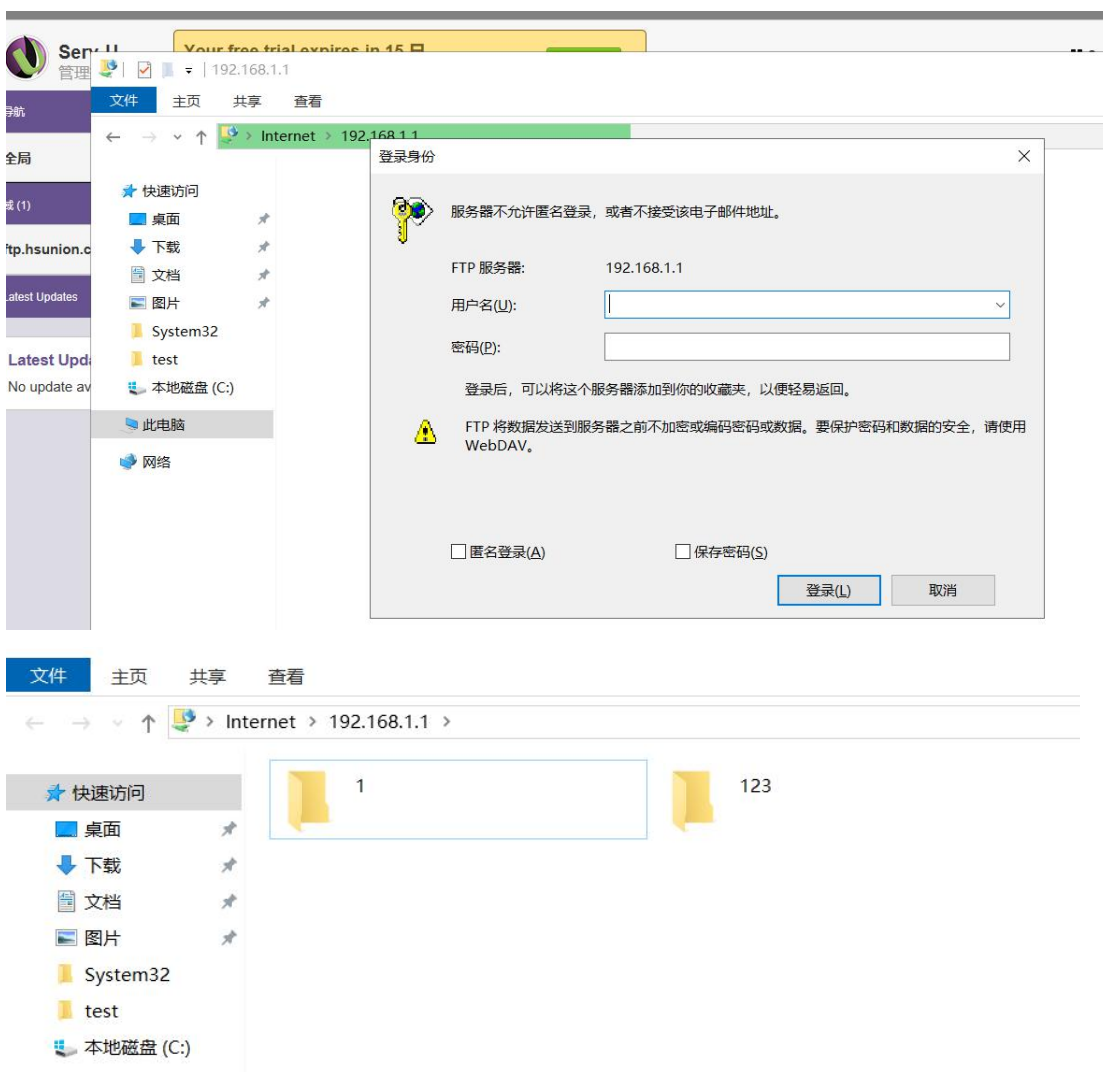 Your free trial expires in 15 日
管理
192.168.1.1
文件 主页 共享 查看
导航
Internet > 192.168.1.1
全局
登录身份
快速访问
(1)
桌面
服务器不允许匿名登录，或者不接受该电子邮件地址。
下载
ftp.hsunion.c
文档
FTP 服务器: 192.168.1.1
Latest Updates
图片
用户名(U):
System32
密码(P):
Latest Upd
test
No update av
本地磁盘 (C:)
登录后，可以将这个服务器添加到你的收藏夹，以便轻易返回。
此电脑
FTP 将数据发送到服务器之前不加密或编码密码或数据。要保护密码和数据的安全，请使用
WebDAV。
网络
匿名登录(A) 保存密码(S)
登录(L) 取消
文件 主页 共享 查看
Internet > 192.168.1.1 >
1 123
快速访问
桌面
下载
文档
图片
System32
test
本地磁盘 (C:)